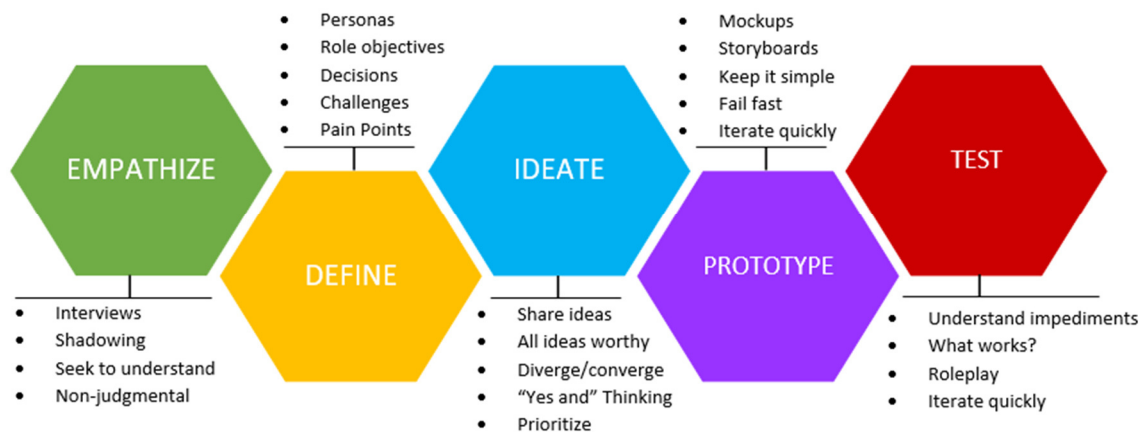 EMPATHIZE
• Interviews
• Shadowing
• Seek to understand
• Non-judgmental
• Personas
• Role objectives
• Decisions
• Challenges
• Pain Points
DEFINE
IDEATE
• Share ideas
• All ideas worthy
• Diverge/converge
• “Yes and” Thinking
• Prioritize
• Mockups
• Storyboards
• Keep it simple
• Fail fast
• Iterate quickly
PROTOTYPE
TEST
• Understand impediments
• What works?
• Roleplay
• Iterate quickly